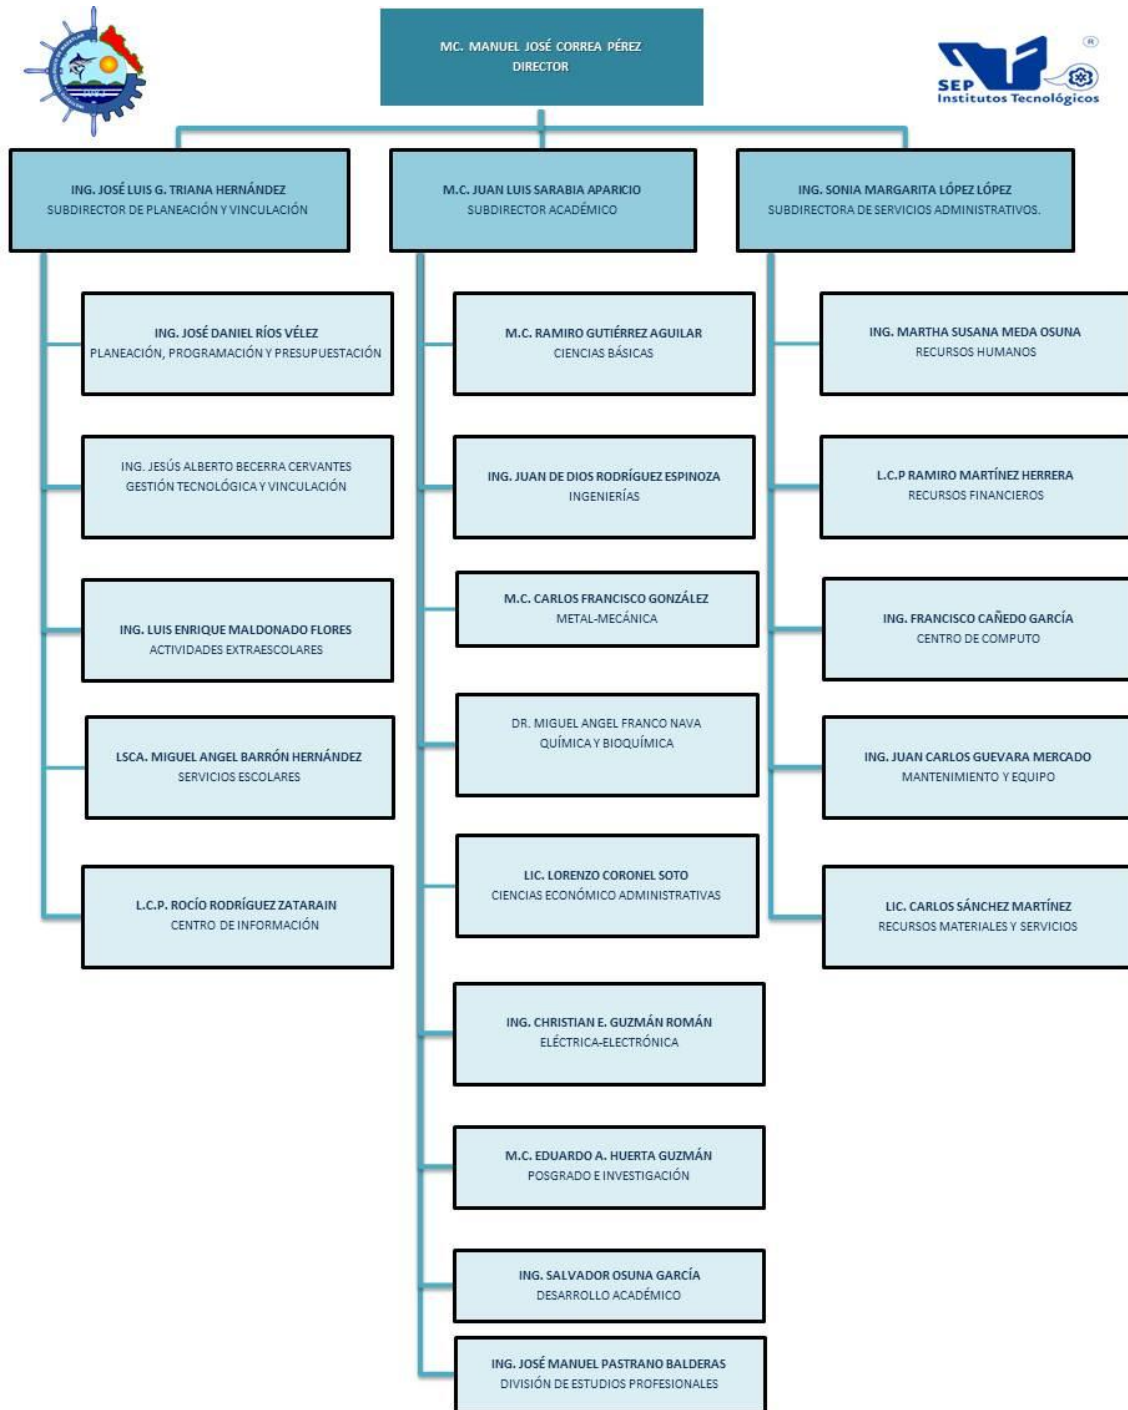 MC. MANUEL JOSÉ CORREA PÉREZ
DIRECTOR
SEP
Institutos Tecnológicos
®
ING. JOSÉ LUIS G. TRIANA HERNÁNDEZ
SUBDIRECTOR DE PLANEACIÓN Y VINCULACIÓN
ING. JOSÉ DANIEL RÍOS VÉLEZ
PLANEACIÓN, PROGRAMACIÓN Y PRESUPUESTACIÓN
ING. JESÚS ALBERTO BECERRA CERVANTES
GESTIÓN TECNOLÓGICA Y VINCULACIÓN
ING. LUIS ENRIQUE MALDONADO FLORES
ACTIVIDADES EXTRAESCOLARES
LSCA. MIGUEL ANGEL BARRÓN HERNÁNDEZ
SERVICIOS ESCOLARES
L.C.P. ROCÍO RODRÍGUEZ ZATARAIN
CENTRO DE INFORMACIÓN
M.C. JUAN LUIS SARABIA APARICIO
SUBDIRECTOR ACADÉMICO
M.C. RAMIRO GUTIÉRREZ AGUILAR
CIENCIAS BÁSICAS
ING. JUAN DE DIOS RODRÍGUEZ ESPINOZA
INGENIERÍAS
M.C. CARLOS FRANCISCO GONZÁLEZ
METAL-MECÁNICA
DR. MIGUEL ANGEL FRANCO NAVA
QUÍMICA Y BIOQUÍMICA
LIC. LORENZO CORONEL SOTO
CIENCIAS ECONÓMICO ADMINISTRATIVAS
ING. CHRISTIAN E. GUZMÁN ROMÁN
ELÉCTRICA-ELECTRÓNICA
M.C. EDUARDO A. HUERTA GUZMÁN
POSGRADO E INVESTIGACIÓN
ING. SALVADOR OSUNA GARCÍA
DESARROLLO ACADÉMICO
ING. JOSÉ MANUEL PASTRANO BALDERAS
DIVISIÓN DE ESTUDIOS PROFESIONALES
ING. SONIA MARGARITA LÓPEZ LÓPEZ
SUBDIRECTORA DE SERVICIOS ADMINISTRATIVOS.
ING. MARTHA SUSANA MEDA OSUNA
RECURSOS HUMANOS
L.C.P RAMIRO MARTÍNEZ HERRERA
RECURSOS FINANCIEROS
ING. FRANCISCO CAÑEDO GARCÍA
CENTRO DE COMPUTO
ING. JUAN CARLOS GUEVARA MERCADO
MANTENIMIENTO Y EQUIPO
LIC. CARLOS SÁNCHEZ MARTÍNEZ
RECURSOS MATERIALES Y SERVICIOS